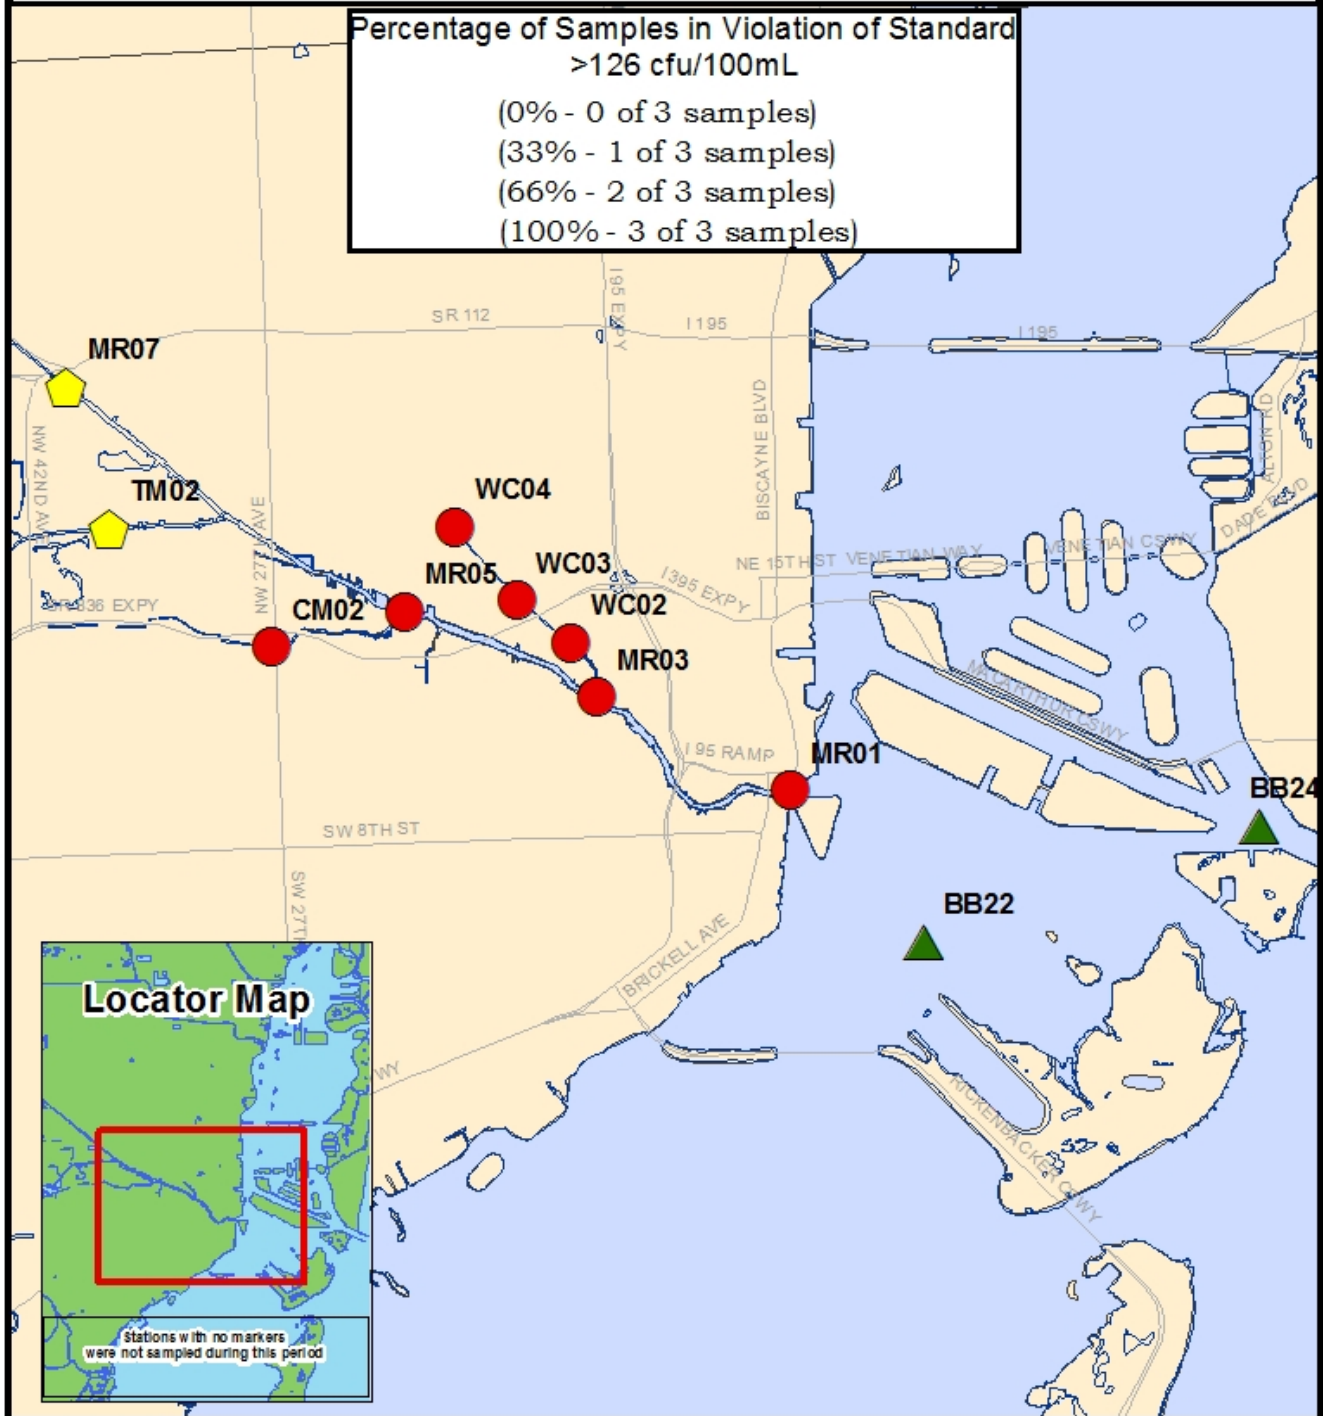 Percentage of Samples in Violation of Standard
>126 cfu/100mL
(0% - 0 of 3 samples)
(33% - 1 of 3 samples)
(66% - 2 of 3 samples)
(100% - 3 of 3 samples)
I 95 EXPY
SR 112
I 195
I 195
MR07
BISCAYNE BLVD
ALTON RD
NW 42ND AVE
TM02
WC04
NW 27TH AVE
DADE BLVD
NE 15TH ST
VENETIAN WAY
VENETIAN CSWY
MR05
WC03
I 395 EXPY
SR 836 EXPY
CM02
WC02
MR03
MACARTHUR CSWY
I 95 RAMP
MR01
BB24
SW 8TH ST
SW 27TH
BB22
BRICKELL AVE
Locator Map
WY
RICKENBACKER CSWY
Stations with no markers
were not sampled during this period